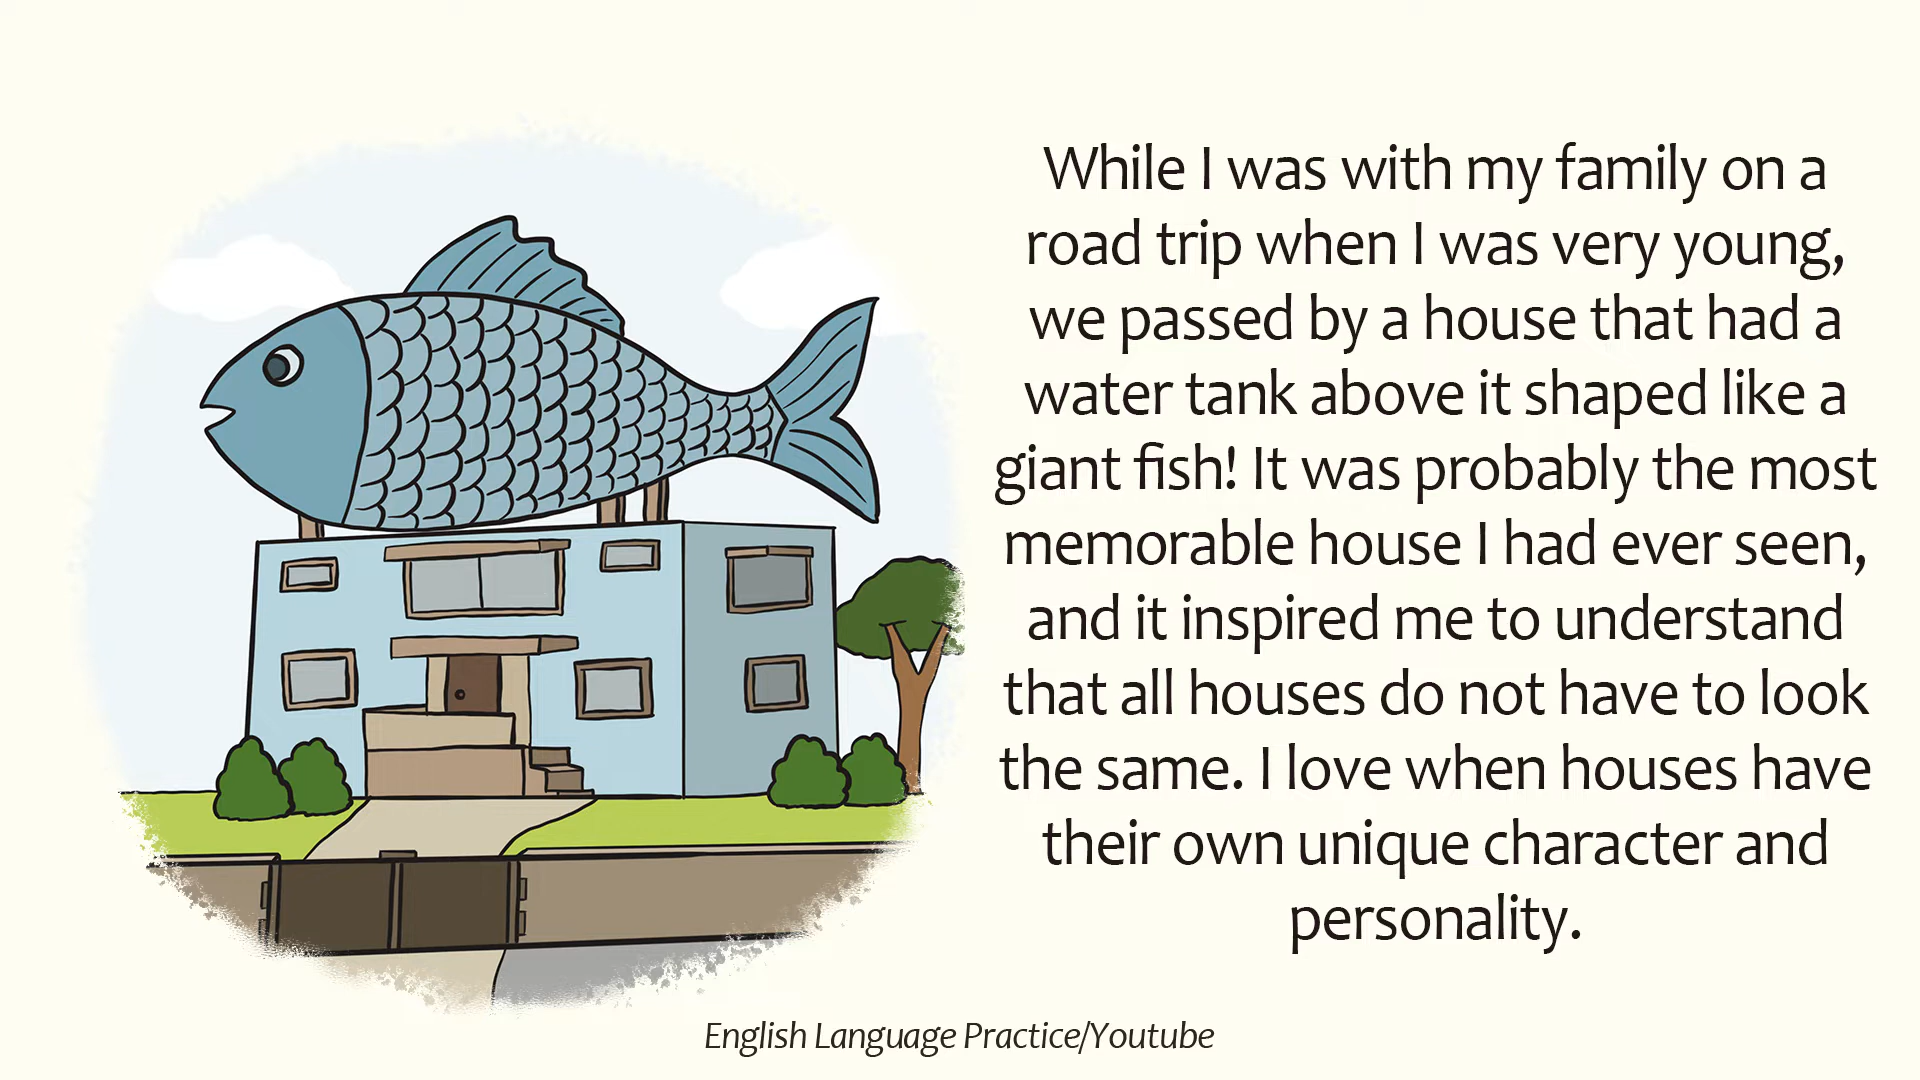 While I was with my family on a
road trip when I was very young,
we passed by a house that had a
water tank above it shaped like a
giant fish! It was probably the most
memorable house I had ever seen,
and it inspired me to understand
that all houses do not have to look
the same. I love when houses have
their own unique character and
personality.
English Language Practice/Youtube